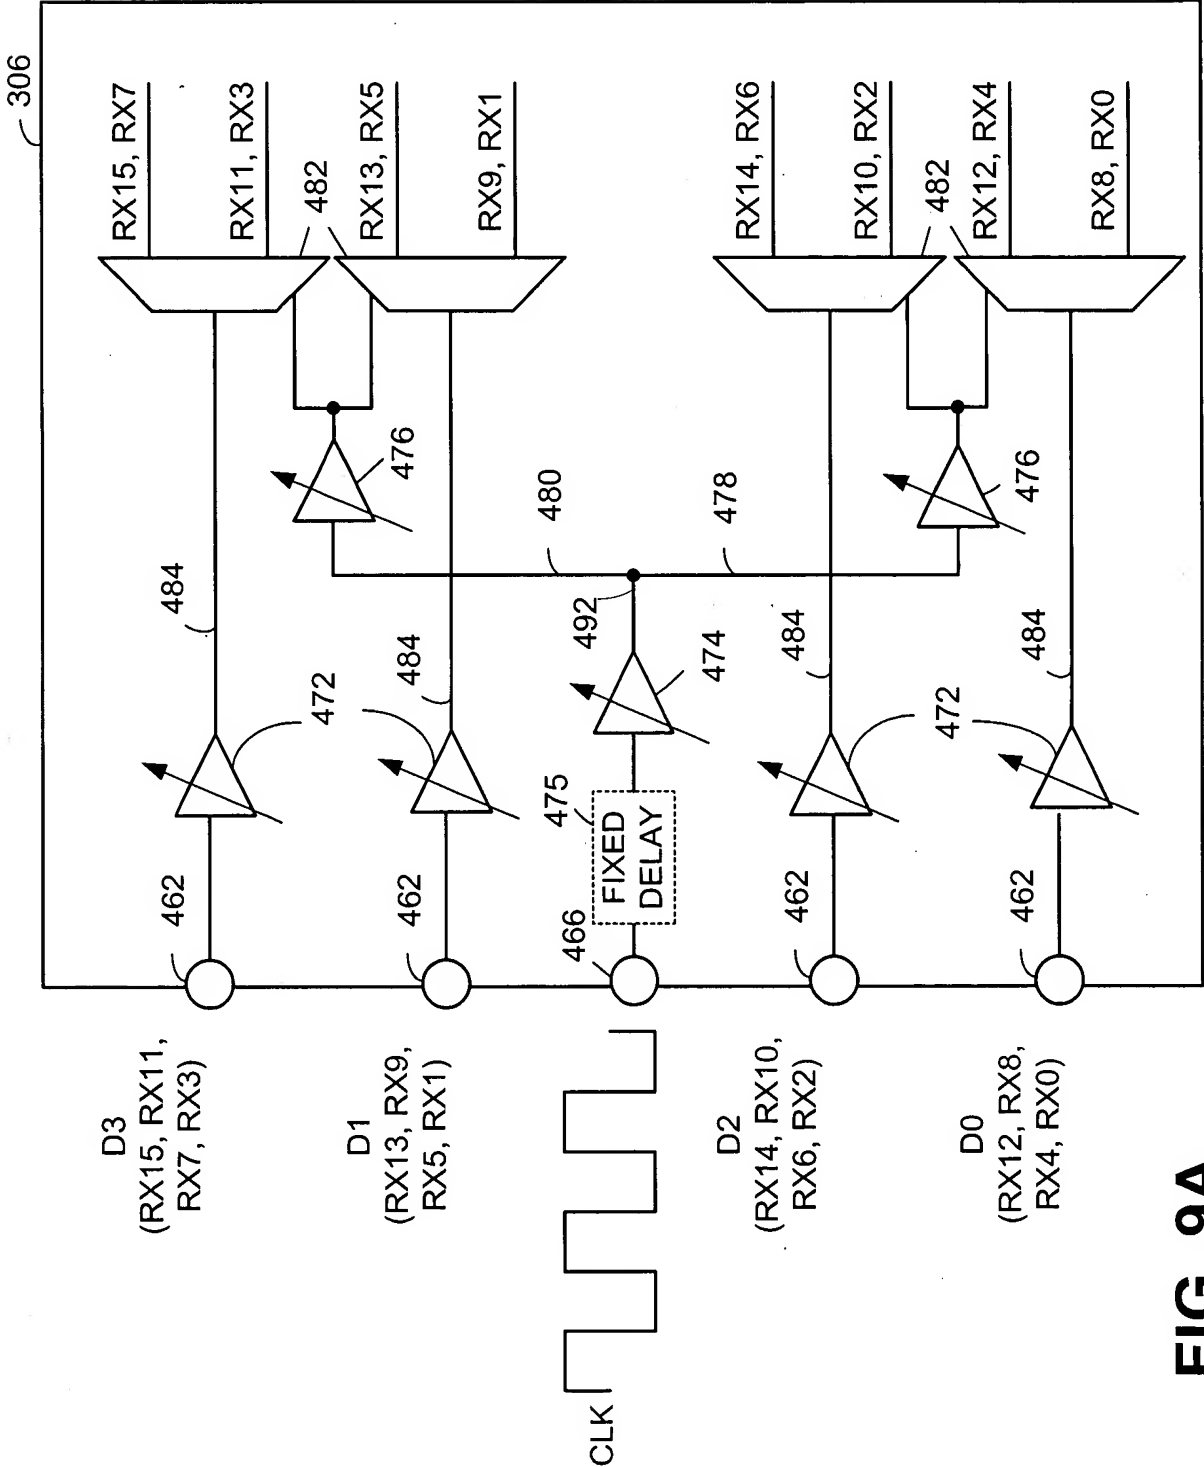 306
RX15, RX7
RX11, RX3
482
RX13, RX5
RX9, RX1
RX14, RX6
RX10, RX2
482
RX12, RX4
RX8, RX0
476
476
480
478
484
484
492
474
484
484
472
472
475
FIXED
DELAY
462
462
466
462
462
D3
(RX15, RX11,
RX7, RX3)
D1
(RX13, RX9,
RX5, RX1)
D2
(RX14, RX10,
RX6, RX2)
D0
(RX12, RX8,
RX4, RX0)
CLK
FIG. 9A